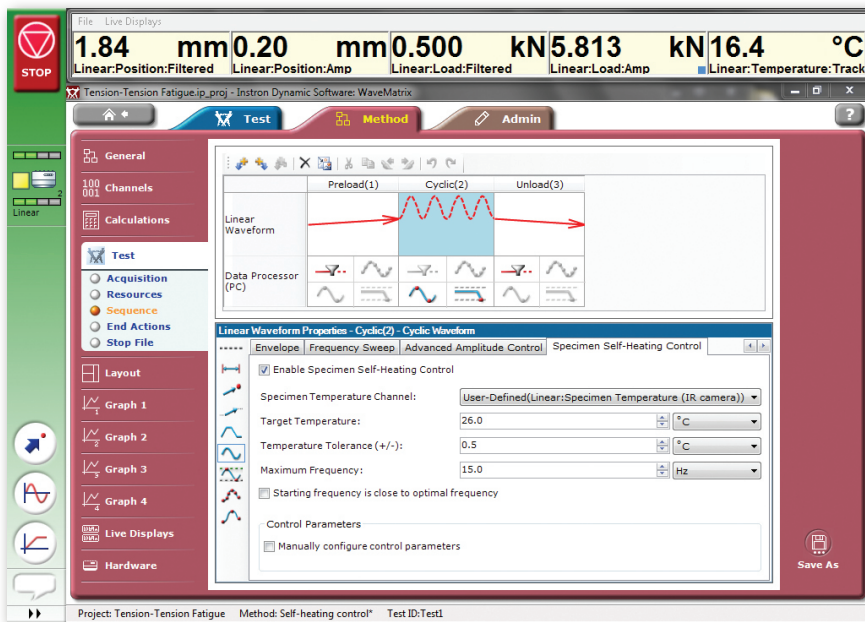 File Live Displays
1.84 mm 0.20 mm 0.500 kN 5.813 kN 16.4 °C
Linear:Position:Filtered Linear:Position:Amp Linear:Load:Filtered Linear:Load:Amp Linear:Temperature:Track
STOP
Tension-Tension Fatigue.ip_proj - Instron Dynamic Software: WaveMatrix
Test Method Admin ?
General
100 001 Channels
Calculations
2
Linear
Test
Acquisition
Resources
Sequence
End Actions
Stop File
Layout
1 Graph 1
2 Graph 2
3 Graph 3
4 Graph 4
Live Displays
Hardware
Preload(1) Cyclic(2) Unload(3)
Linear
Waveform
Data Processor
(PC)
Linear Waveform Properties - Cyclic(2) - Cyclic Waveform
Envelope Frequency Sweep Advanced Amplitude Control Specimen Self-Heating Control
Enable Specimen Self-Heating Control
Specimen Temperature Channel: User-Defined(Linear:Specimen Temperature (IR camera))
Target Temperature: 26.0 °C
Temperature Tolerance (+/-): 0.5 °C
Maximum Frequency: 15.0 Hz
Starting frequency is close to optimal frequency
Control Parameters
Manually configure control parameters
Save As
Project: Tension-Tension Fatigue Method: Self-heating control* Test ID:Test1